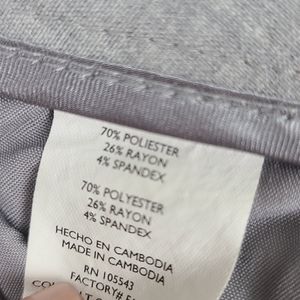 70% POLIESTER
26% RAYON
4% SPANDEX
70% POLYESTER
26% RAYON
4% SPANDEX
HECHO EN CAMBODIA
MADE IN CAMBODIA
RN 105543
FACTORY#